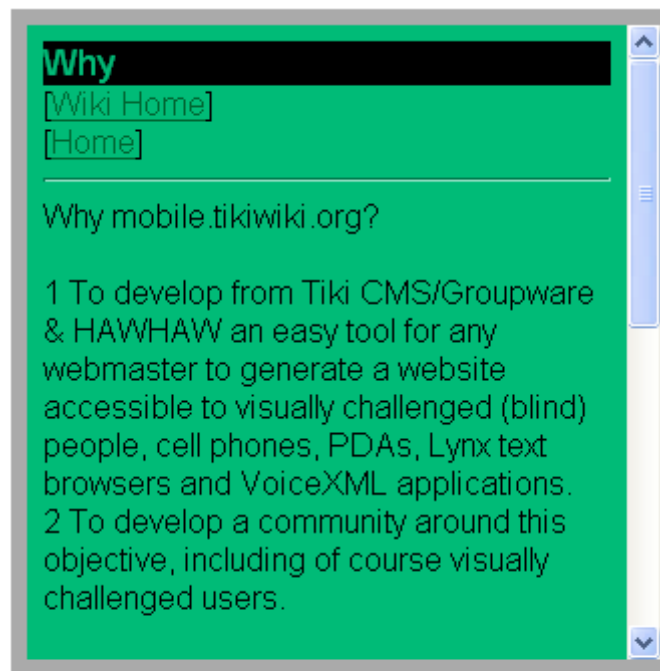 Why
[Wiki Home]
[Home]
Why mobile.tikiwiki.org?
1 To develop from Tiki CMS/Groupware
& HAWHAW an easy tool for any
webmaster to generate a website
accessible to visually challenged (blind)
people, cell phones, PDAs, Lynx text
browsers and VoiceXML applications.
2 To develop a community around this
objective, including of course visually
challenged users.